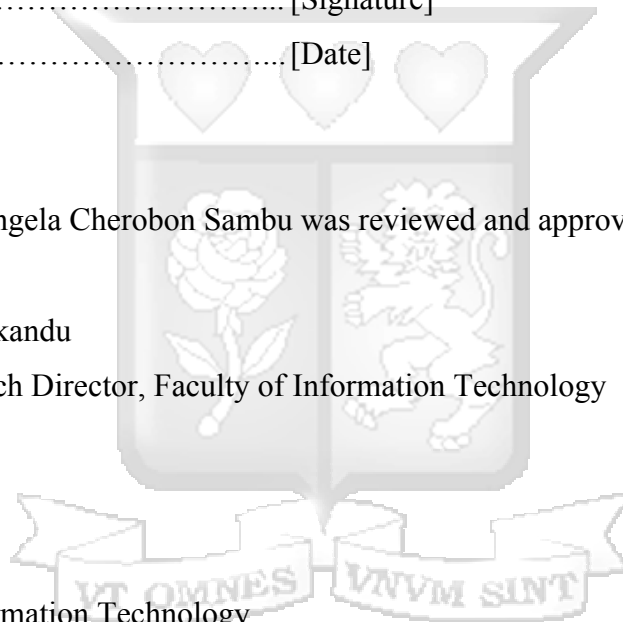 ……………………... [Signature]
……………………... [Date]
ngela Cherobon Sambu was reviewed and approv
kandu
ch Director, Faculty of Information Technology
VT OMNES VNVM SINT
rmation Technology